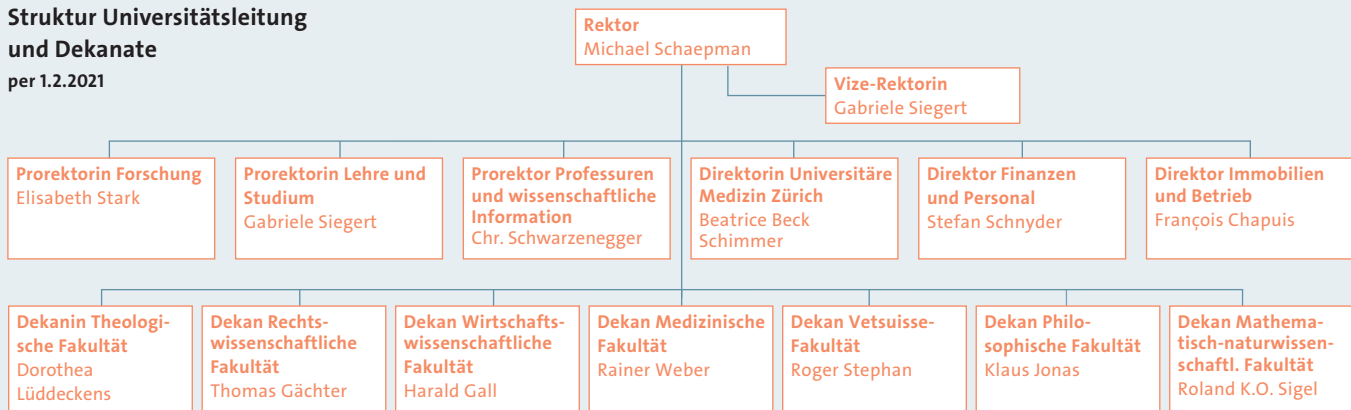 Struktur Universitätsleitung
und Dekanate
per 1.2.2021
Rektor
Michael Schaepman
Vize-Rektorin
Gabriele Siegert
Prorektorin Forschung
Elisabeth Stark
Prorektorin Lehre und
Studium
Gabriele Siegert
Prorektor Professuren
und wissenschaftliche
Information
Chr. Schwarzenegger
Direktorin Universitäre
Medizin Zürich
Beatrice Beck
Schimmer
Direktor Finanzen
und Personal
Stefan Schnyder
Direktor Immobilien
und Betrieb
François Chapuis
Dekanin Theologi-
sche Fakultät
Dorothea
Lüddeckens
Dekan Rechts-
wissenschaftliche
Fakultät
Thomas Gächter
Dekan Wirtschafts-
wissenschaftliche
Fakultät
Harald Gall
Dekan Medizinische
Fakultät
Rainer Weber
Dekan Vetsuisse-
Fakultät
Roger Stephan
Dekan Philo-
sophische Fakultät
Klaus Jonas
Dekan Mathema-
tisch-naturwissen-
schaftl. Fakultät
Roland K.O. Sigel